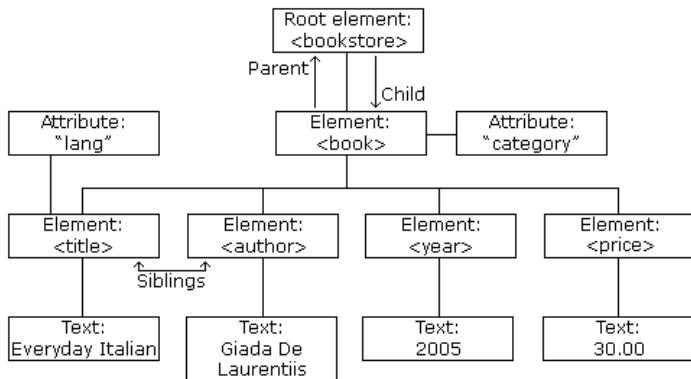 Root element:
<bookstore>
Parent
Child
Attribute:
"lang"
Element:
<book>
Attribute:
"category"
Element:
<title>
Element:
<author>
Element:
<year>
Element:
<price>
Siblings
Text:
Everyday Italian
Text:
Giada De
Laurentiis
Text:
2005
Text:
30.00